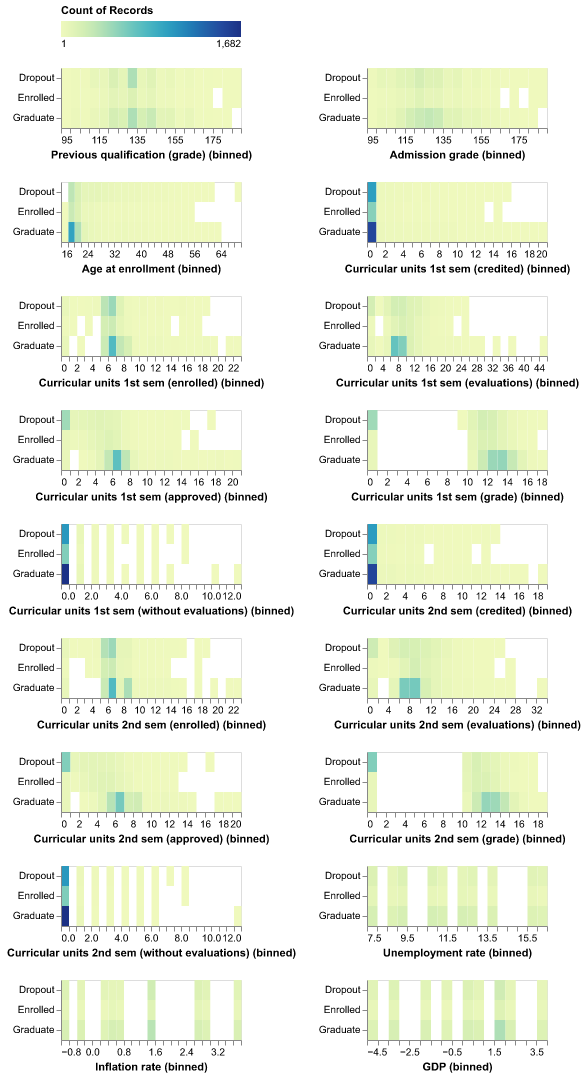 Count of Records
1 1,682
Dropout
Enrolled
Graduate
95 115 135 155 175
Previous qualification (grade) (binned)
Dropout
Enrolled
Graduate
95 115 135 155 175
Admission grade (binned)
Dropout
Enrolled
Graduate
16 24 32 40 48 56 64
Age at enrollment (binned)
Dropout
Enrolled
Graduate
0 2 4 6 8 10 12 14 16 18 20
Curricular units 1st sem (credited) (binned)
Dropout
Enrolled
Graduate
0 2 4 6 8 10 12 14 16 18 20 22
Curricular units 1st sem (enrolled) (binned)
Dropout
Enrolled
Graduate
0 4 8 12 16 20 24 28 32 36 40 44
Curricular units 1st sem (evaluations) (binned)
Dropout
Enrolled
Graduate
0 2 4 6 8 10 12 14 16 18 20
Curricular units 1st sem (approved) (binned)
Dropout
Enrolled
Graduate
0 2 4 6 8 10 12 14 16 18
Curricular units 1st sem (grade) (binned)
Dropout
Enrolled
Graduate
0.0 2.0 4.0 6.0 8.0 10.0 12.0
Curricular units 1st sem (without evaluations) (binned)
Dropout
Enrolled
Graduate
0 2 4 6 8 10 12 14 16 18
Curricular units 2nd sem (credited) (binned)
Dropout
Enrolled
Graduate
0 2 4 6 8 10 12 14 16 18 20 22
Curricular units 2nd sem (enrolled) (binned)
Dropout
Enrolled
Graduate
0 4 8 12 16 20 24 28 32
Curricular units 2nd sem (evaluations) (binned)
Dropout
Enrolled
Graduate
0 2 4 6 8 10 12 14 16 18 20
Curricular units 2nd sem (approved) (binned)
Dropout
Enrolled
Graduate
0 2 4 6 8 10 12 14 16 18
Curricular units 2nd sem (grade) (binned)
Dropout
Enrolled
Graduate
0.0 2.0 4.0 6.0 8.0 10.0 12.0
Curricular units 2nd sem (without evaluations) (binned)
Dropout
Enrolled
Graduate
7.5 9.5 11.5 13.5 15.5
Unemployment rate (binned)
Dropout
Enrolled
Graduate
−0.8 0.0 0.8 1.6 2.4 3.2
Inflation rate (binned)
Dropout
Enrolled
Graduate
−4.5 −2.5 −0.5 1.5 3.5
GDP (binned)